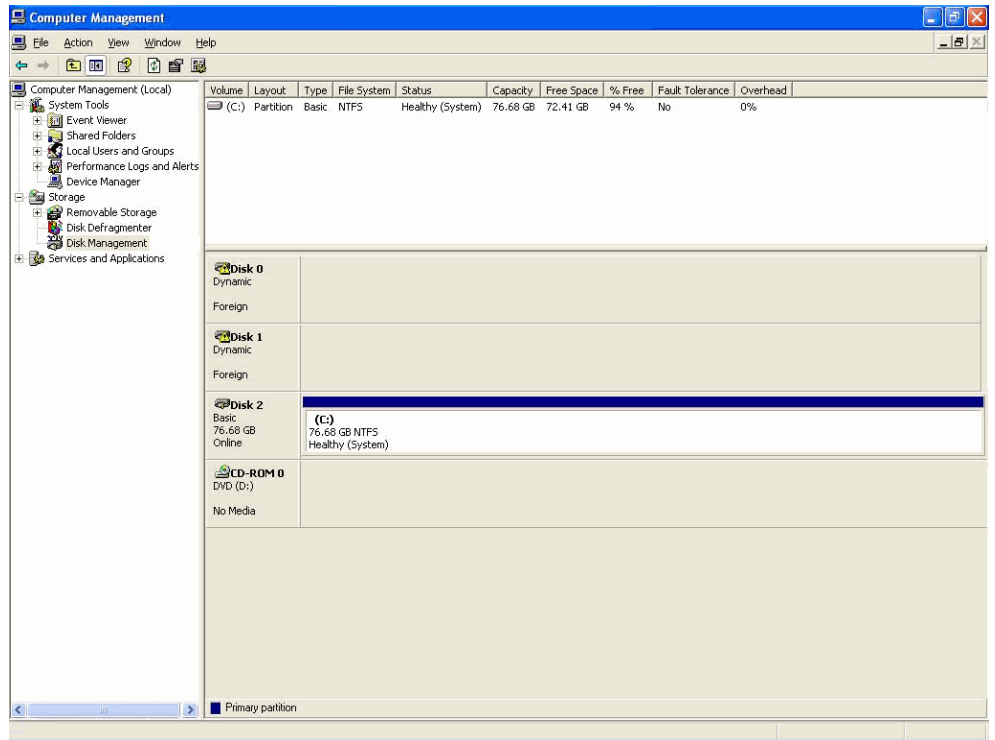 Computer Management
File Action View Window Help
Computer Management (Local)
System Tools
Event Viewer
Shared Folders
Local Users and Groups
Performance Logs and Alerts
Device Manager
Storage
Removable Storage
Disk Defragmenter
Disk Management
Services and Applications
Volume Layout Type File System Status Capacity Free Space % Free Fault Tolerance Overhead
(C:) Partition Basic NTFS Healthy (System) 76.68 GB 72.41 GB 94 % No 0%
Disk 0
Dynamic
Foreign
Disk 1
Dynamic
Foreign
Disk 2
Basic
76.68 GB
Online
(C:)
76.68 GB NTFS
Healthy (System)
CD-ROM 0
DVD (D:)
No Media
Primary partition